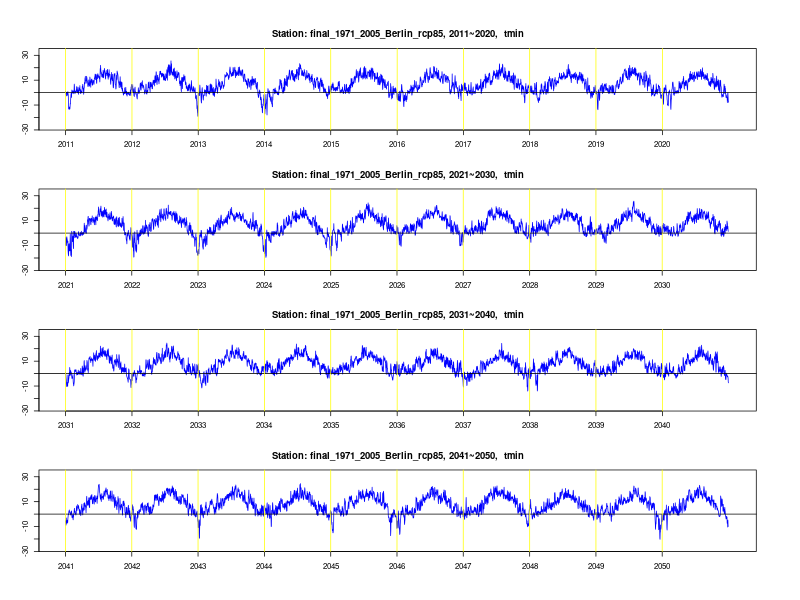 Station: final_1971_2005_Berlin_rcp85, 2011~2020, tmin
30
10
-10
-30
2011 2012 2013 2014 2015 2016 2017 2018 2019 2020
Station: final_1971_2005_Berlin_rcp85, 2021~2030, tmin
30
10
-10
-30
2021 2022 2023 2024 2025 2026 2027 2028 2029 2030
Station: final_1971_2005_Berlin_rcp85, 2031~2040, tmin
30
10
-10
-30
2031 2032 2033 2034 2035 2036 2037 2038 2039 2040
Station: final_1971_2005_Berlin_rcp85, 2041~2050, tmin
30
10
-10
-30
2041 2042 2043 2044 2045 2046 2047 2048 2049 2050